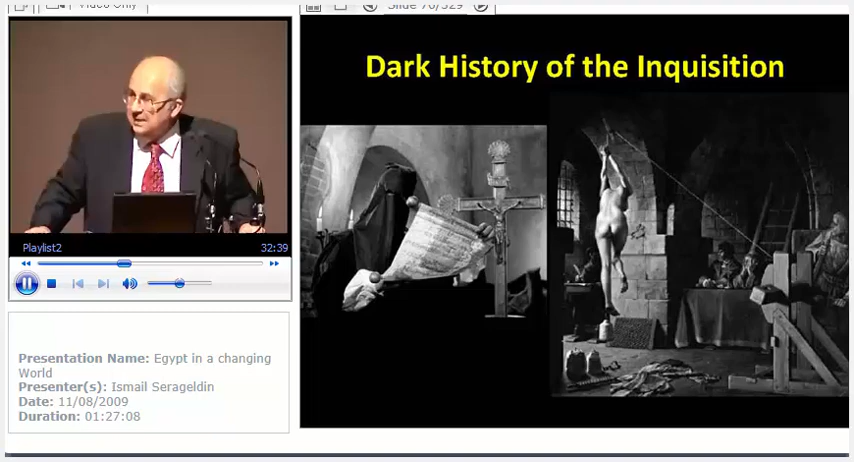 Video Only
Slide 70/329
Dark History of the Inquisition
Playlist2
32:39
Presentation Name: Egypt in a changing
World
Presenter(s): Ismail Serageldin
Date: 11/08/2009
Duration: 01:27:08